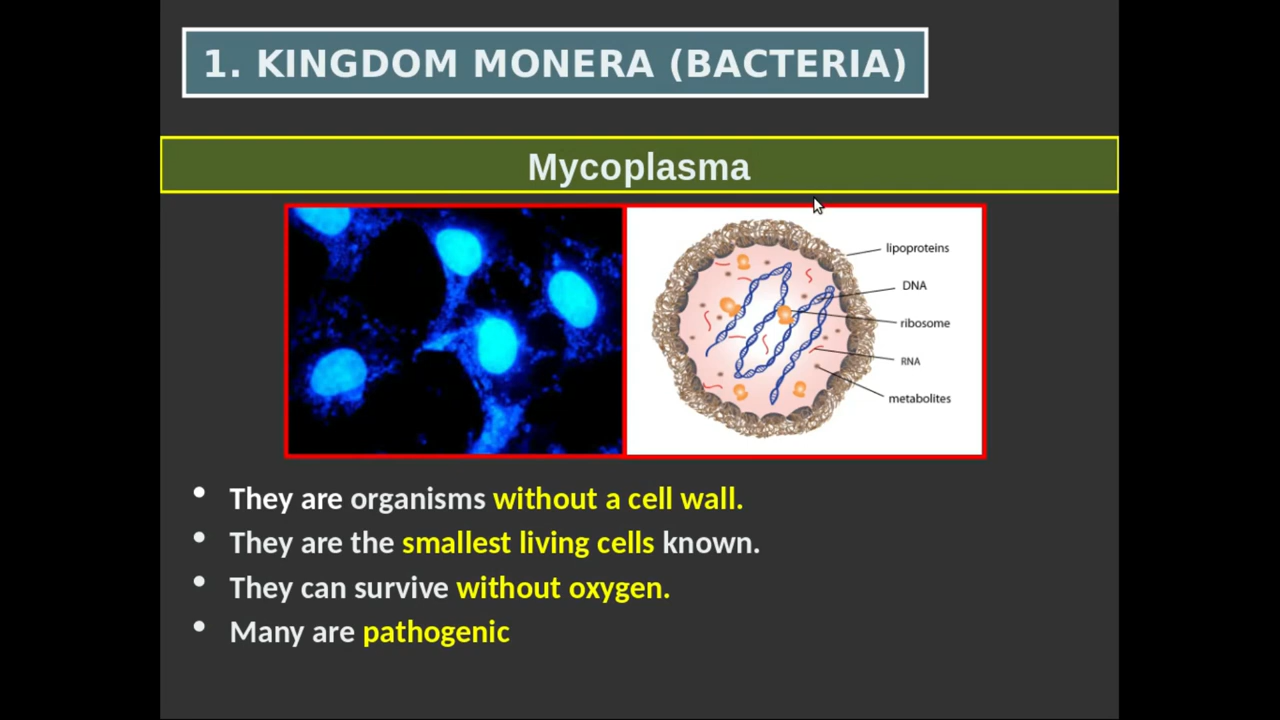 1. KINGDOM MONERA (BACTERIA)
Mycoplasma
lipoproteins
DNA
ribosome
RNA
metabolites
• They are organisms without a cell wall.
• They are the smallest living cells known.
• They can survive without oxygen.
• Many are pathogenic